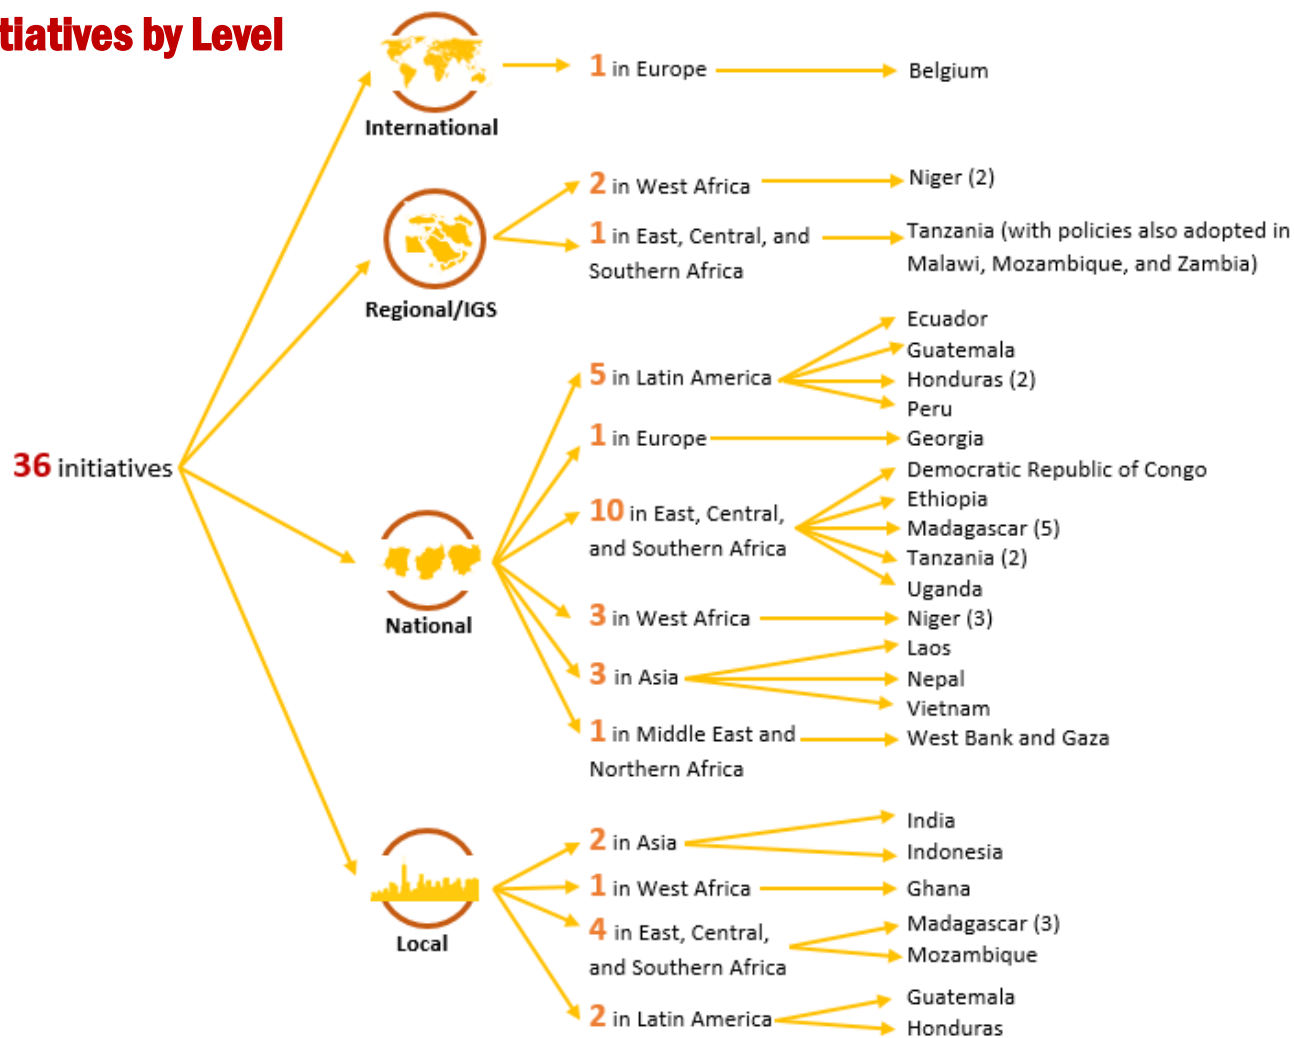 tiatives by Level
36 initiatives
International
1 in Europe
Belgium
Regional/IGS
2 in West Africa
Niger (2)
1 in East, Central, and
Southern Africa
Tanzania (with policies also adopted in
Malawi, Mozambique, and Zambia)
National
5 in Latin America
Ecuador
Guatemala
Honduras (2)
Peru
1 in Europe
Georgia
10 in East, Central,
and Southern Africa
Democratic Republic of Congo
Ethiopia
Madagascar (5)
Tanzania (2)
Uganda
3 in West Africa
Niger (3)
3 in Asia
Laos
Nepal
Vietnam
1 in Middle East and
Northern Africa
West Bank and Gaza
Local
2 in Asia
India
Indonesia
1 in West Africa
Ghana
4 in East, Central,
and Southern Africa
Madagascar (3)
Mozambique
2 in Latin America
Guatemala
Honduras